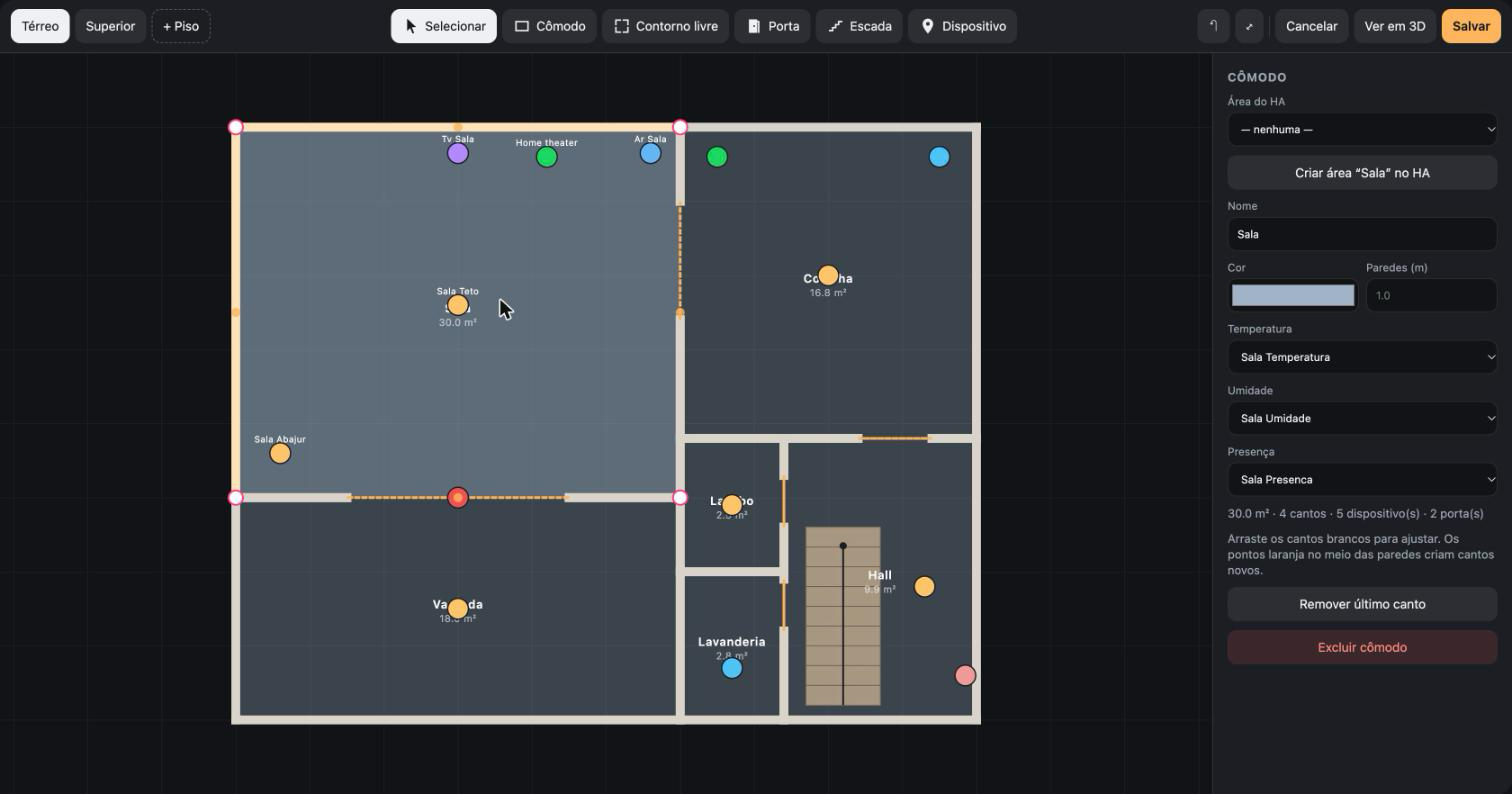 Térreo
Superior
+ Piso
Selecionar
Cômodo
Contorno livre
Porta
Escada
Dispositivo
Cancelar
Ver em 3D
Salvar
Tv Sala
Home theater
Ar Sala
Sala Teto
30.0 m²
16.8 m²
Sala Abajur
Hall
9.9 m²
Lavanderia
2.8 m²
CÔMODO
Área do HA
— nenhuma —
Criar área “Sala” no HA
Nome
Sala
Cor
Paredes (m)
1.0
Temperatura
Sala Temperatura
Umidade
Sala Umidade
Presença
Sala Presenca
30.0 m² · 4 cantos · 5 dispositivo(s) · 2 porta(s)
Arraste os cantos brancos para ajustar. Os
pontos laranja no meio das paredes criam cantos
novos.
Remover último canto
Excluir cômodo